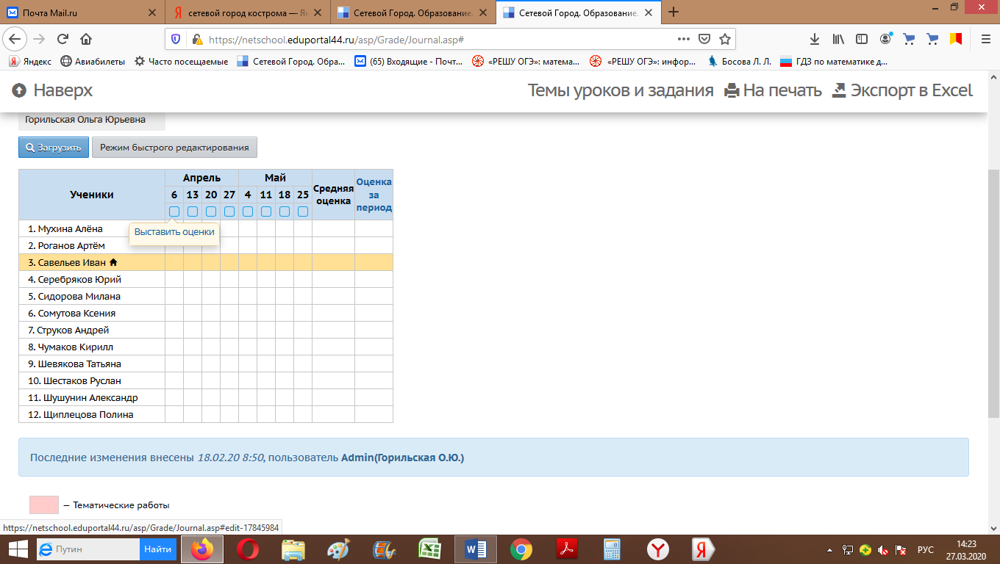 Почта Mail.ru
сетевой город кострома — Ян
Сетевой Город. Образование.
Сетевой Город. Образование.
https://netschool.eduportal44.ru/asp/Grade/Journal.asp#
Яндекс Авиабилеты Часто посещаемые Сетевой Город. Обра... (65) Входящие - Почт... «РЕШУ ОГЭ»: матема... «РЕШУ ОГЭ»: инфор... Босова Л. Л. ГДЗ по математике д...
Наверх Темы уроков и задания На печать Экспорт в Excel
Горильская Ольга Юрьевна
Загрузить Режим быстрого редактирования
Ученики Апрель Май Средняя оценка Оценка за период
6 13 20 27 4 11 18 25
1. Мухина Алёна
Выставить оценки
2. Роганов Артём
3. Савельев Иван
4. Серебряков Юрий
5. Сидорова Милана
6. Сомутова Ксения
7. Струков Андрей
8. Чумаков Кирилл
9. Шевякова Татьяна
10. Шестаков Руслан
11. Шушунин Александр
12. Щиплецова Полина
Последние изменения внесены 18.02.20 8:50, пользователь Admin(Горильская О.Ю.)
— Тематические работы
https://netschool.eduportal44.ru/asp/Grade/Journal.asp#edit-17845984
Путин Найти РУС 14:23
27.03.2020